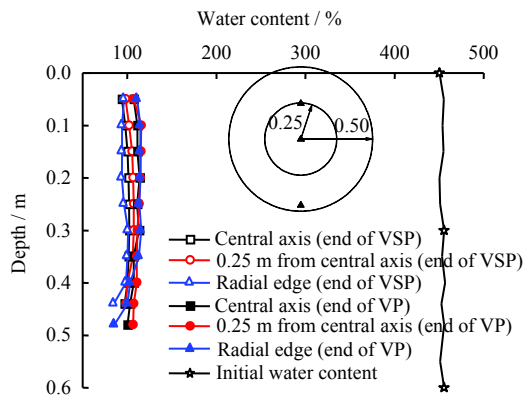 Water content / %
100 200 300 400 500
0.0
0.1
0.2
0.3
0.4
0.5
0.6
Depth / m
0.25
0.50
Central axis (end of VSP)
0.25 m from central axis (end of VSP)
Radial edge (end of VSP)
Central axis (end of VP)
0.25 m from central axis (end of VP)
Radial edge (end of VP)
Initial water content